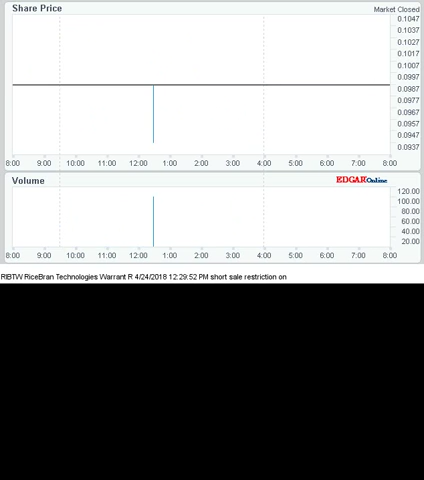 Share Price
Market Closed
0.1047
0.1037
0.1027
0.1017
0.1007
0.0997
0.0987
0.0977
0.0967
0.0957
0.0947
0.0937
8:00 9:00 10:00 11:00 12:00 1:00 2:00 3:00 4:00 5:00 6:00 7:00 8:00
Volume
EDGAROnline
120.00
100.00
80.00
60.00
40.00
20.00
8:00 9:00 10:00 11:00 12:00 1:00 2:00 3:00 4:00 5:00 6:00 7:00 8:00
RIBTW RiceBran Technologies Warrant R 4/24/2018 12:29:52 PM short sale restriction on